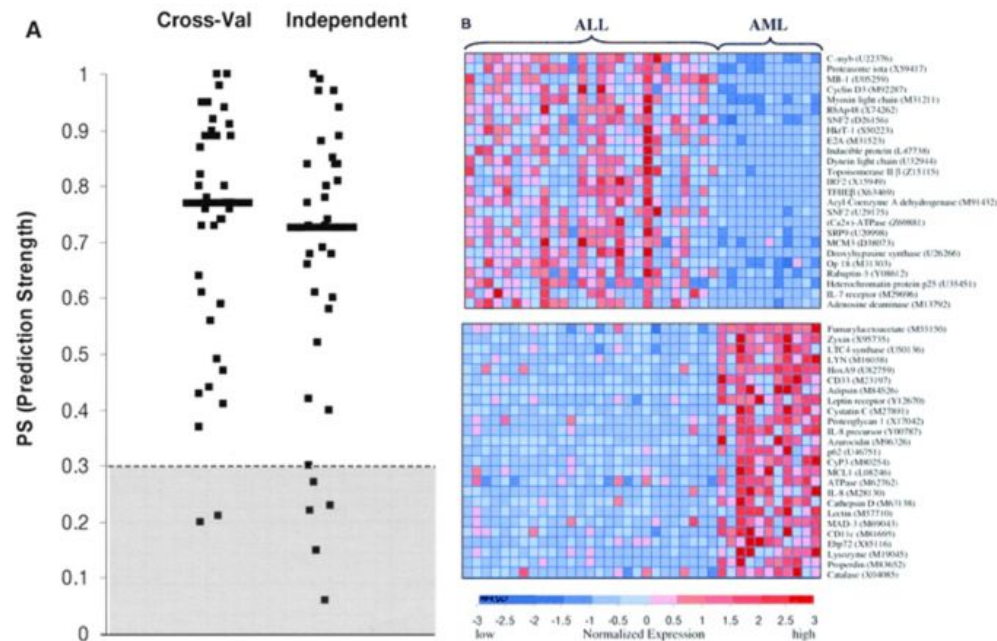 A
Cross-Val
Independent
PS (Prediction Strength)
1
0.9
0.8
0.7
0.6
0.5
0.4
0.3
0.2
0.1
0
B
ALL
AML
C-myb (U22376)
Proteasome iota (X59417)
MB-1 (U05259)
Cyclin D3 (M92287)
Myosin light chain (M31211)
RbAp48 (X74262)
SNF2 (D26156)
HkrT-1 (S50223)
E2A (M31523)
Inducible protein (L47738)
Dynein light chain (U32944)
Topoisomerase II β (Z15115)
IRF2 (X15949)
TFIIEβ (X63469)
Acyl-Coenzyme A dehydrogenase (M91432)
SNF2 (U29175)
(Ca2+)-ATPase (Z69881)
SRP9 (U20998)
MCM3 (D38073)
Deoxyhypusine synthase (U26266)
Op 18 (M31303)
Rabaptin-5 (Y08612)
Heterochromatin protein p25 (U35451)
IL-7 receptor (M29696)
Adenosine deaminase (M13792)
Fumarylacetoacetate (M55150)
Zyxin (X95735)
LTC4 synthase (U50136)
LYN (M16038)
HoxA9 (U82759)
CD33 (M23197)
Adipsin (M84526)
Leptin receptor (Y12670)
Cystatin C (M27891)
Proteoglycan 1 (X17042)
IL-8 precursor (Y00787)
Azurocidin (M96326)
p62 (U46751)
CyP3 (M80254)
MCL1 (L08246)
ATPase (M62762)
IL-8 (M28130)
Cathepsin D (M63138)
Lectin (M57710)
MAD-3 (M69043)
CD11c (M81695)
Ebp72 (X85116)
Lysozyme (M19045)
Properdin (M83652)
Catalase (X04085)
-3 -2.5 -2 -1.5 -1 -0.5 0 0.5 1 1.5 2 2.5 3
low Normalized Expression high